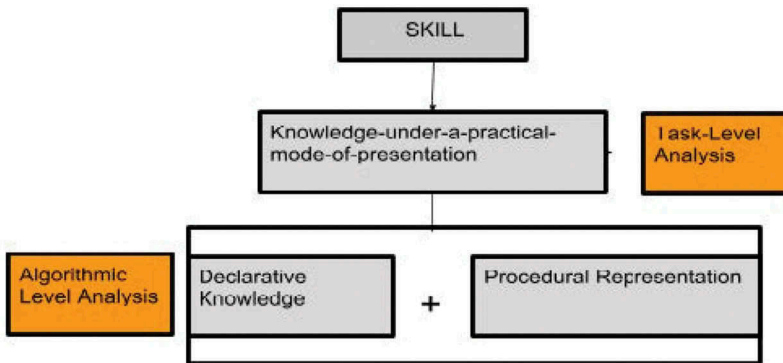 SKILL
Knowledge-under-a-practical-
mode-of-presentation
Task-Level
Analysis
Algorithmic
Level Analysis
Declarative
Knowledge
+
Procedural Representation